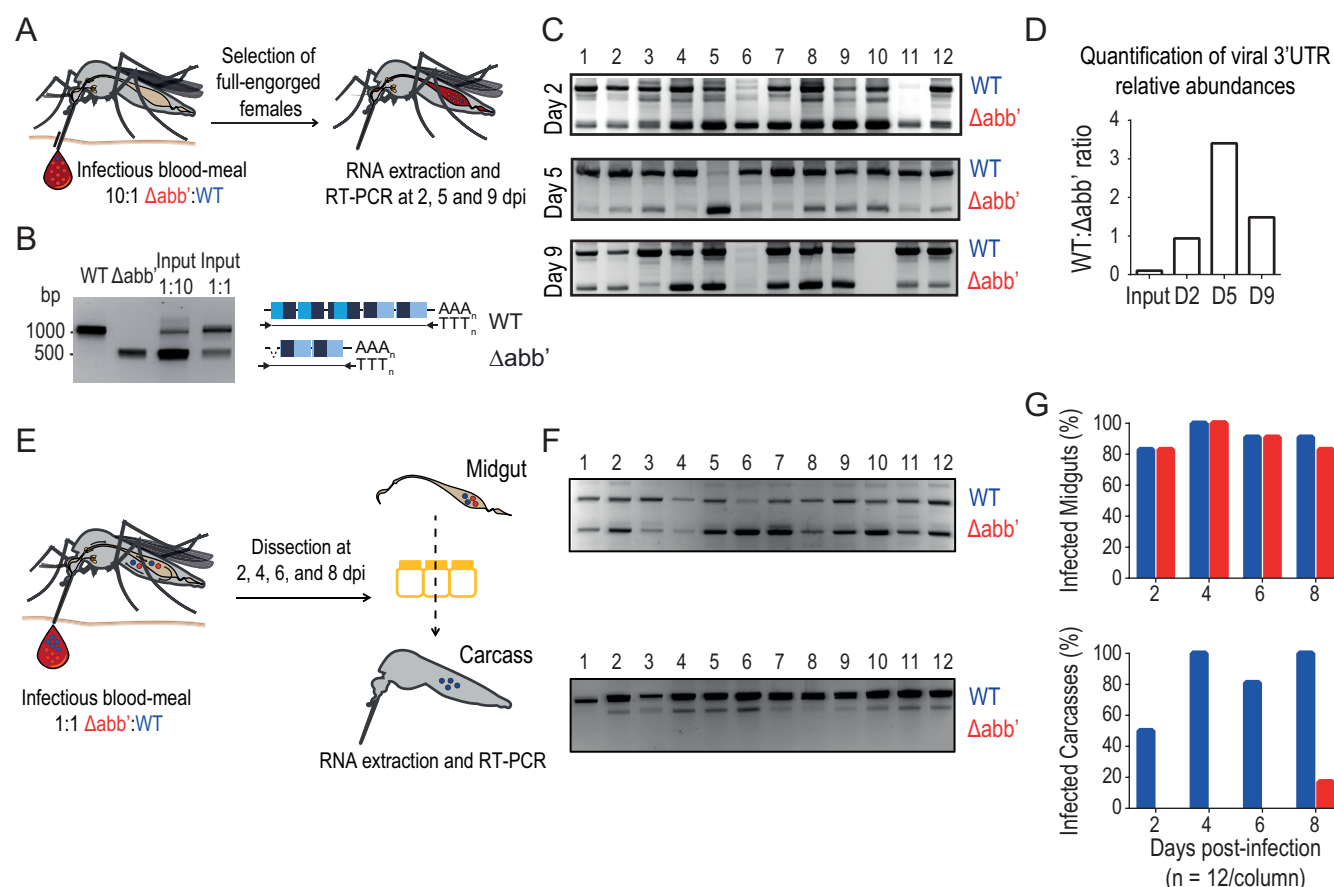 A
Selection of
full-engorged
females
Infectious blood-meal
10:1 Δabb’:WT
RNA extraction and
RT-PCR at 2, 5 and 9 dpi
B
WT Δabb’ Input 1:10 Input 1:1
bp
1000
500
AAAn
TTTn
WT
AAAn
TTTn
Δabb’
C
1 2 3 4 5 6 7 8 9 10 11 12
Day 2
WT
Δabb’
Day 5
WT
Δabb’
Day 9
WT
Δabb’
D
Quantification of viral 3’UTR
relative abundances
WT:Δabb’ ratio
4
3
2
1
0
Input D2 D5 D9
E
Infectious blood-meal
1:1 Δabb’:WT
Dissection at
2, 4, 6, and 8 dpi
Midgut
Carcass
RNA extraction and RT-PCR
F
1 2 3 4 5 6 7 8 9 10 11 12
WT
Δabb’
1 2 3 4 5 6 7 8 9 10 11 12
WT
Δabb’
G
Infected Midguts (%)
100
80
60
40
20
0
2 4 6 8
Infected Carcasses (%)
100
80
60
40
20
0
2 4 6 8
Days post-infection
(n = 12/column)